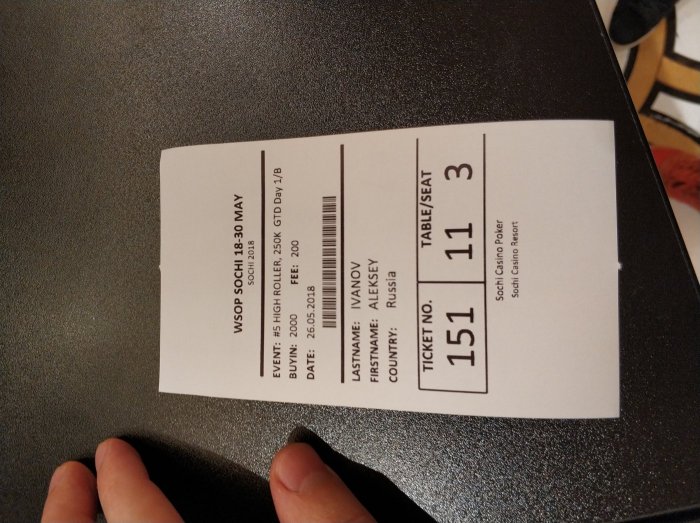 WSOP SOCHI 18-30 MAY
SOCHI 2018
EVENT: #5 HIGH ROLLER, 250K GTD Day 1/B
BUYIN: 2000 FEE: 200
DATE: 26.05.2018
LASTNAME: IVANOV
FIRSTNAME: ALEKSEY
COUNTRY: Russia
TICKET NO. TABLE/SEAT
151 11 3
Sochi Casino Poker
Sochi Casino Resort